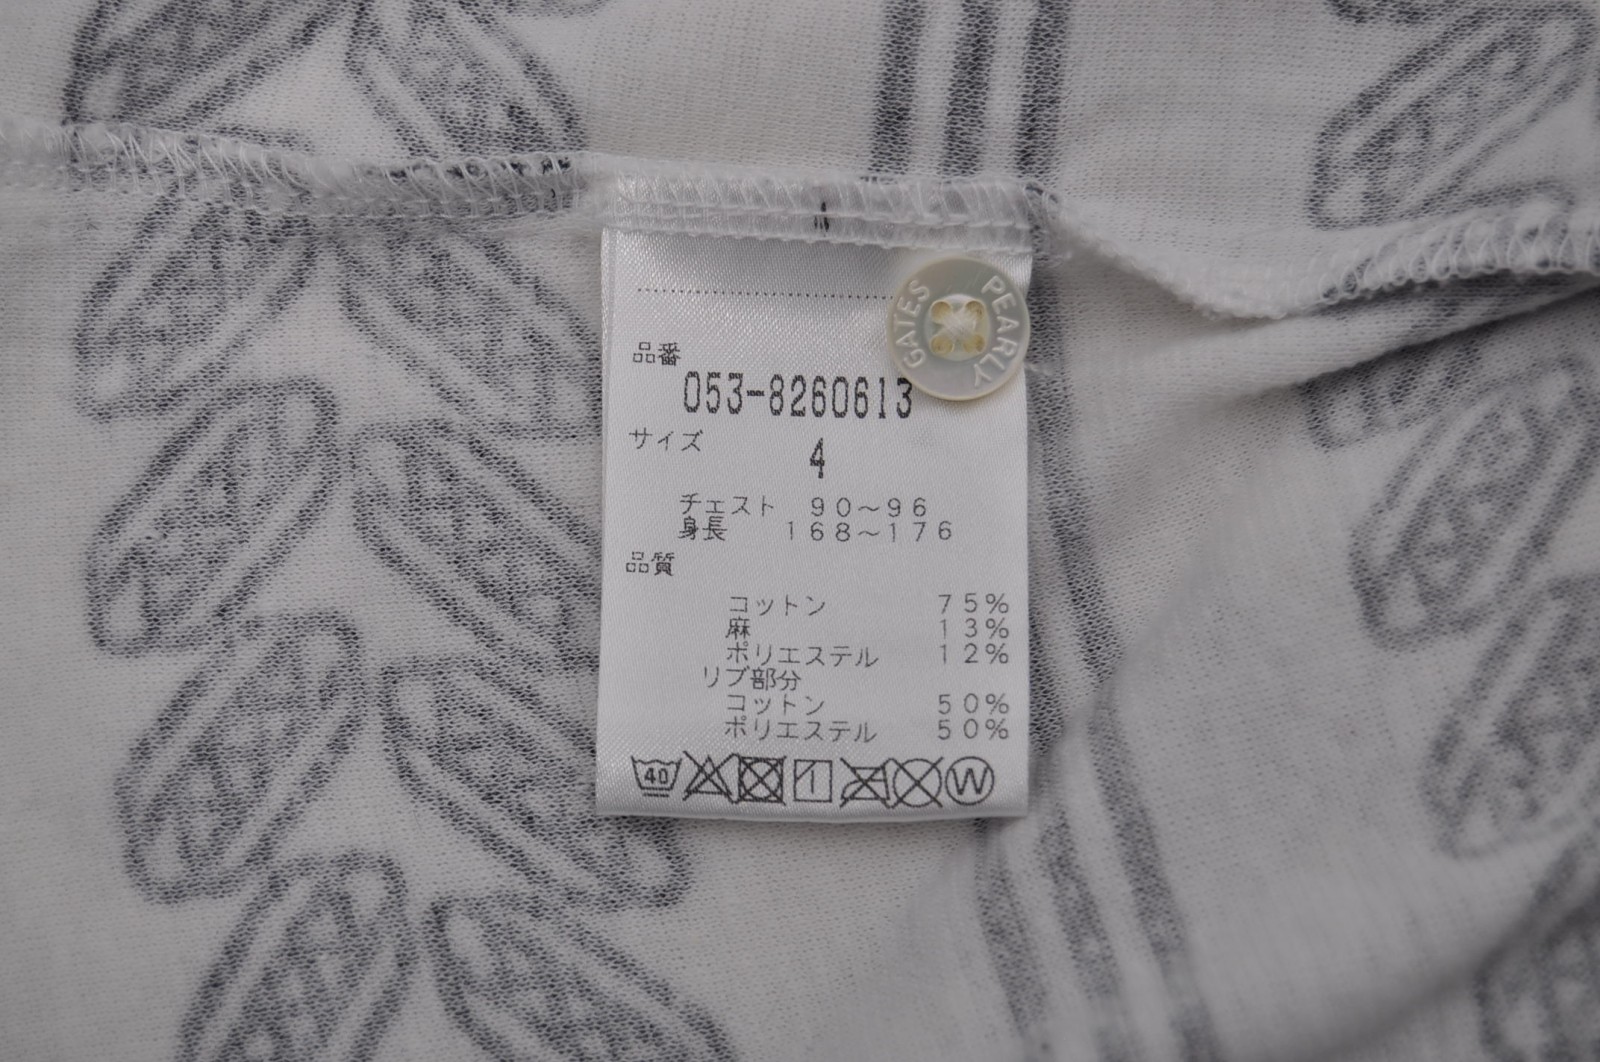 PEARLY
GATES
品番
053-8260613
サイズ
4
チェスト 90～96
身長 168～176
品質
コットン 75%
麻 13%
ポリエステル 12%
リブ部分
コットン 50%
ポリエステル 50%
40
W